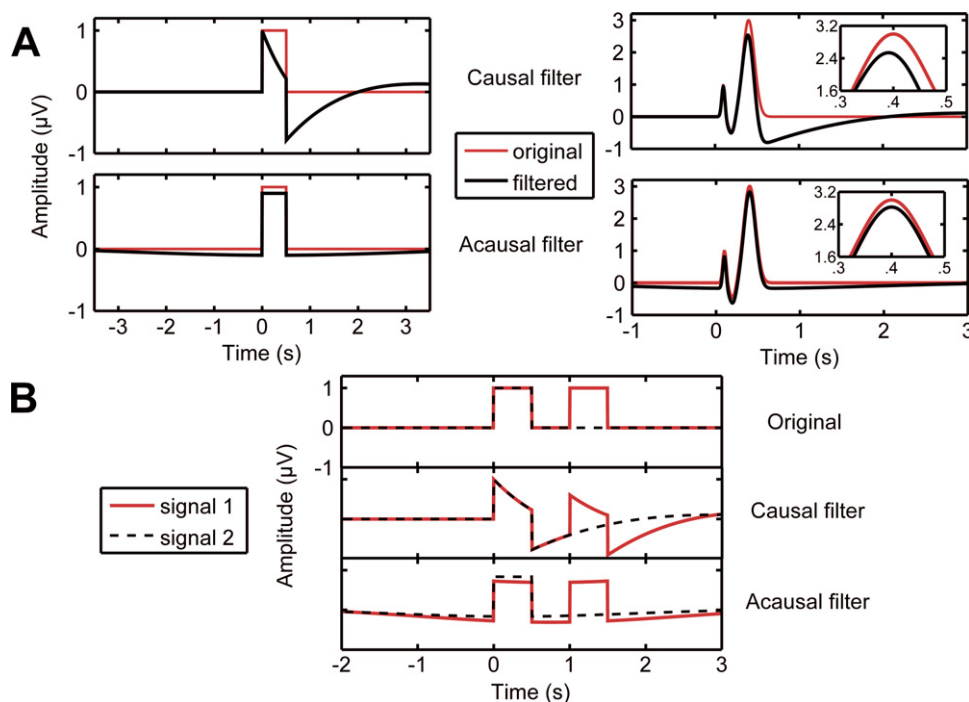 A
Amplitude (µV)
1
0
-1
1
0
-1
-3 -2 -1 0 1 2 3
Time (s)
Causal filter
original
filtered
Acausal filter
3
2
1
0
-1
3.2
2.4
1.6
.3 .4 .5
3
2
1
0
-1
3.2
2.4
1.6
.3 .4 .5
-1 0 1 2 3
Time (s)
B
signal 1
signal 2
Amplitude (µV)
1
0
-1
Original
Causal filter
Acausal filter
-2 -1 0 1 2 3
Time (s)